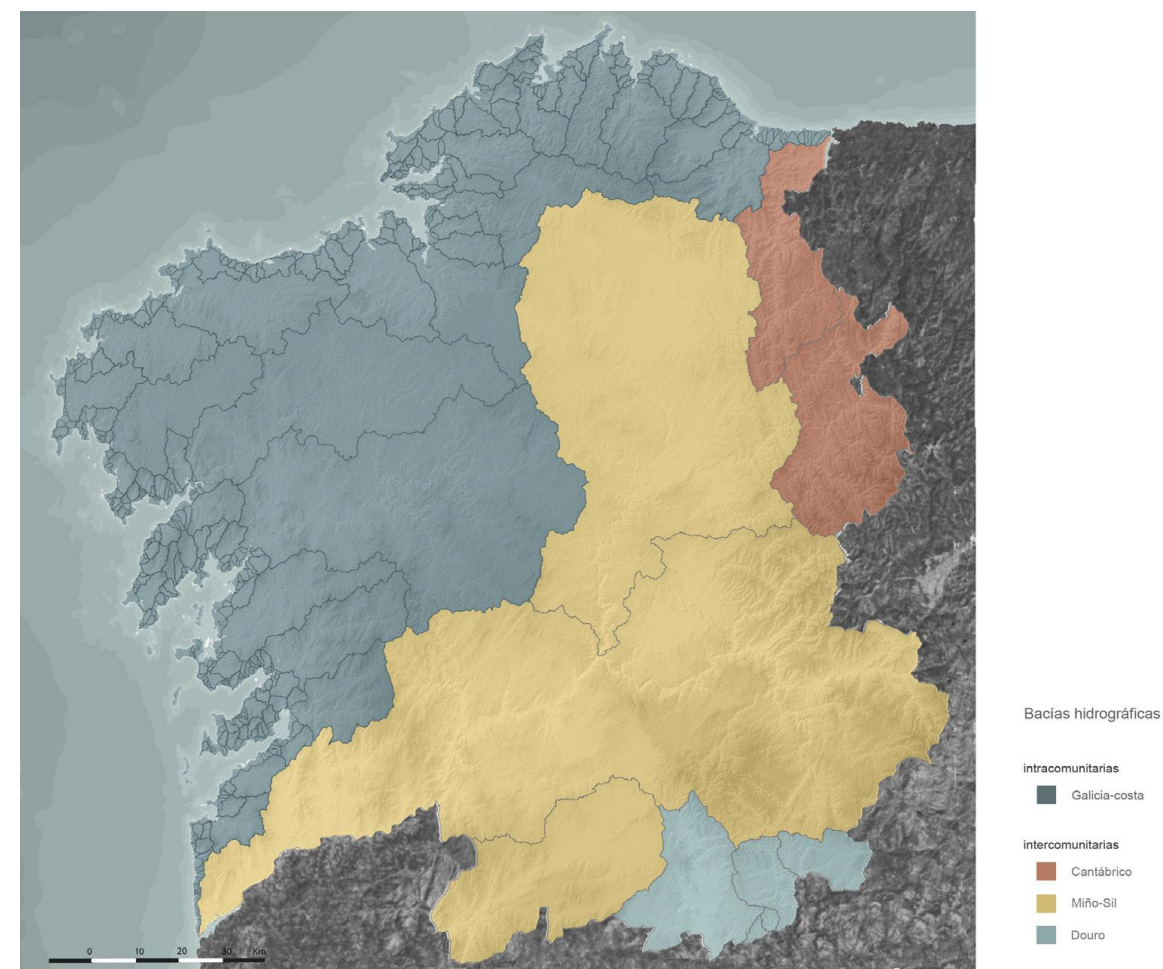 Bacías hidrográficas
intracomunitarias
Galicia-costa
intercomunitarias
Cantábrico
Miño-Sil
Douro
0 10 20 30 Km